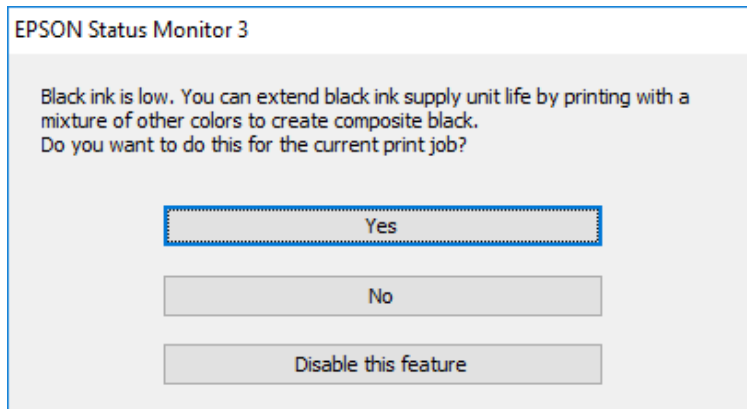 EPSON Status Monitor 3
Black ink is low. You can extend black ink supply unit life by printing with a
mixture of other colors to create composite black.
Do you want to do this for the current print job?
Yes
No
Disable this feature